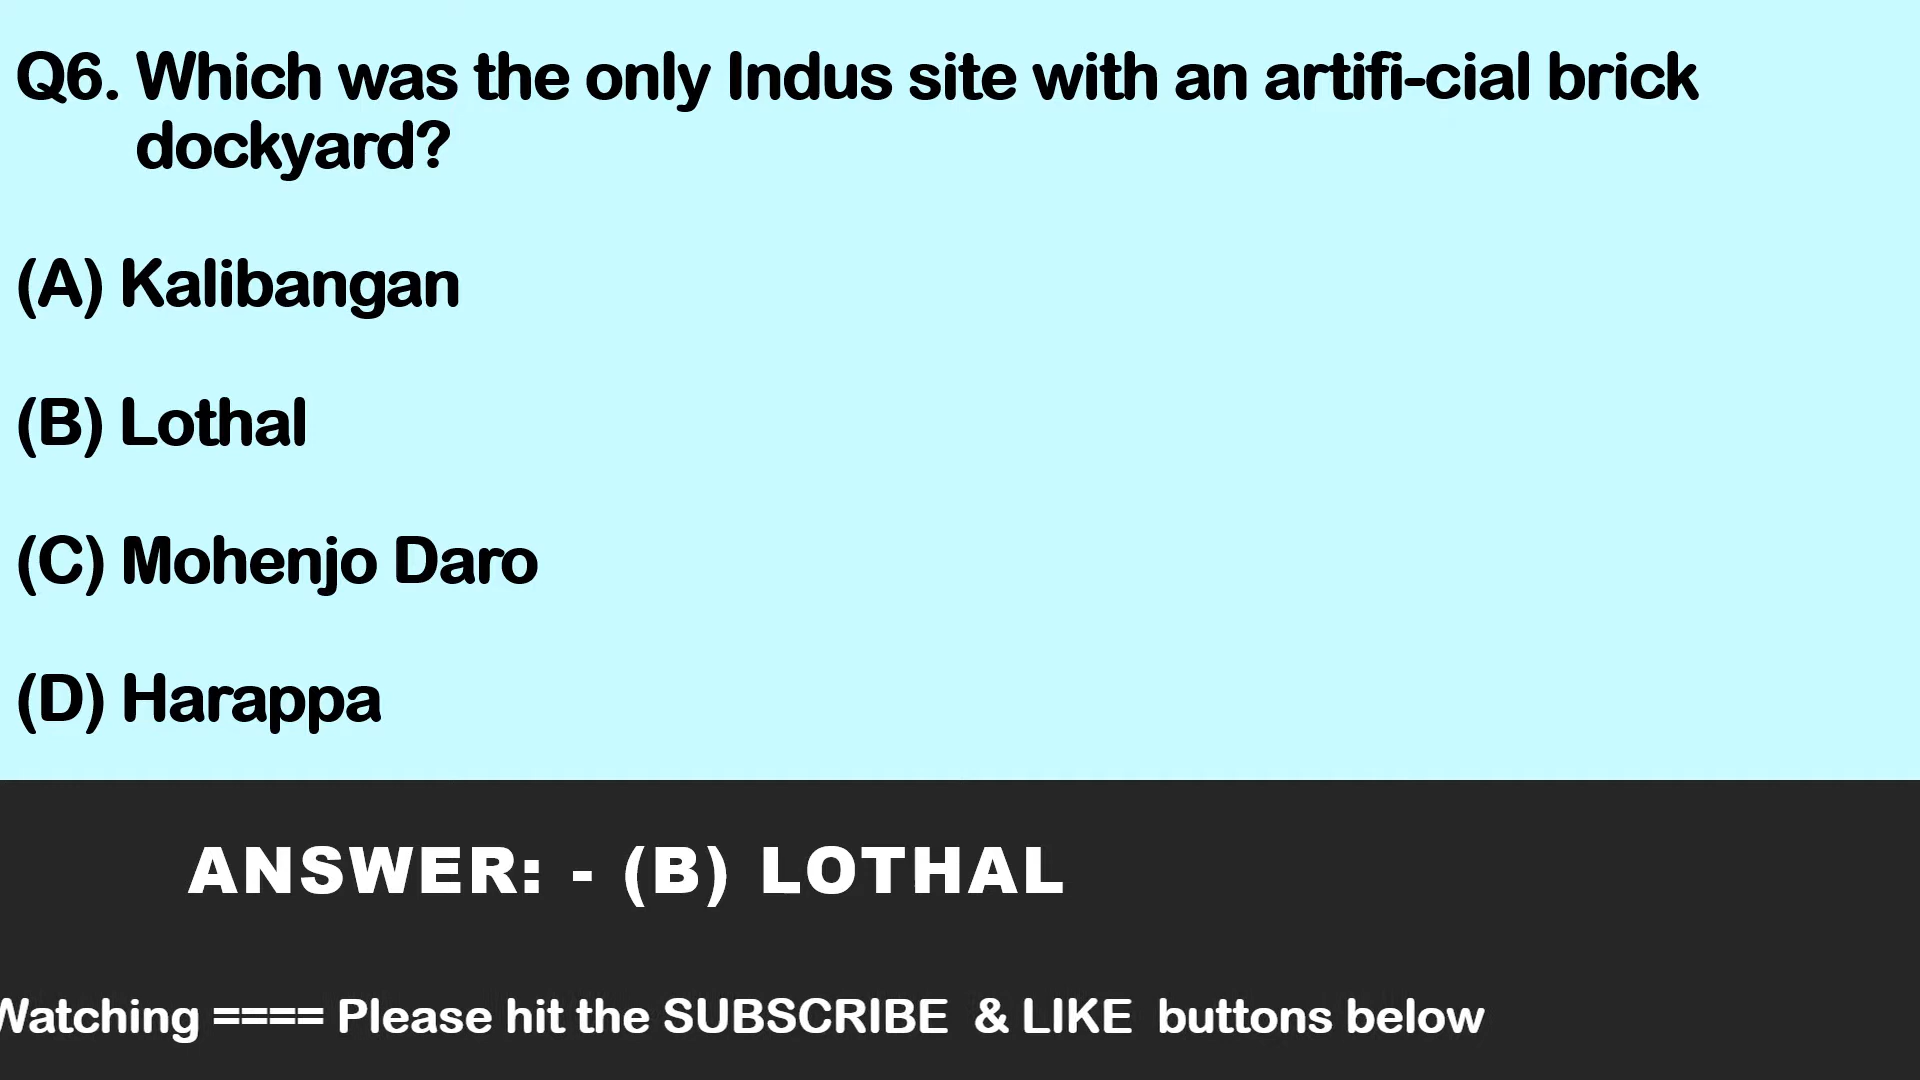 Q6. Which was the only Indus site with an artifi-cial brick
dockyard?
(A) Kalibangan
(B) Lothal
(C) Mohenjo Daro
(D) Harappa
ANSWER: - (B) LOTHAL
Watching ==== Please hit the SUBSCRIBE & LIKE buttons below